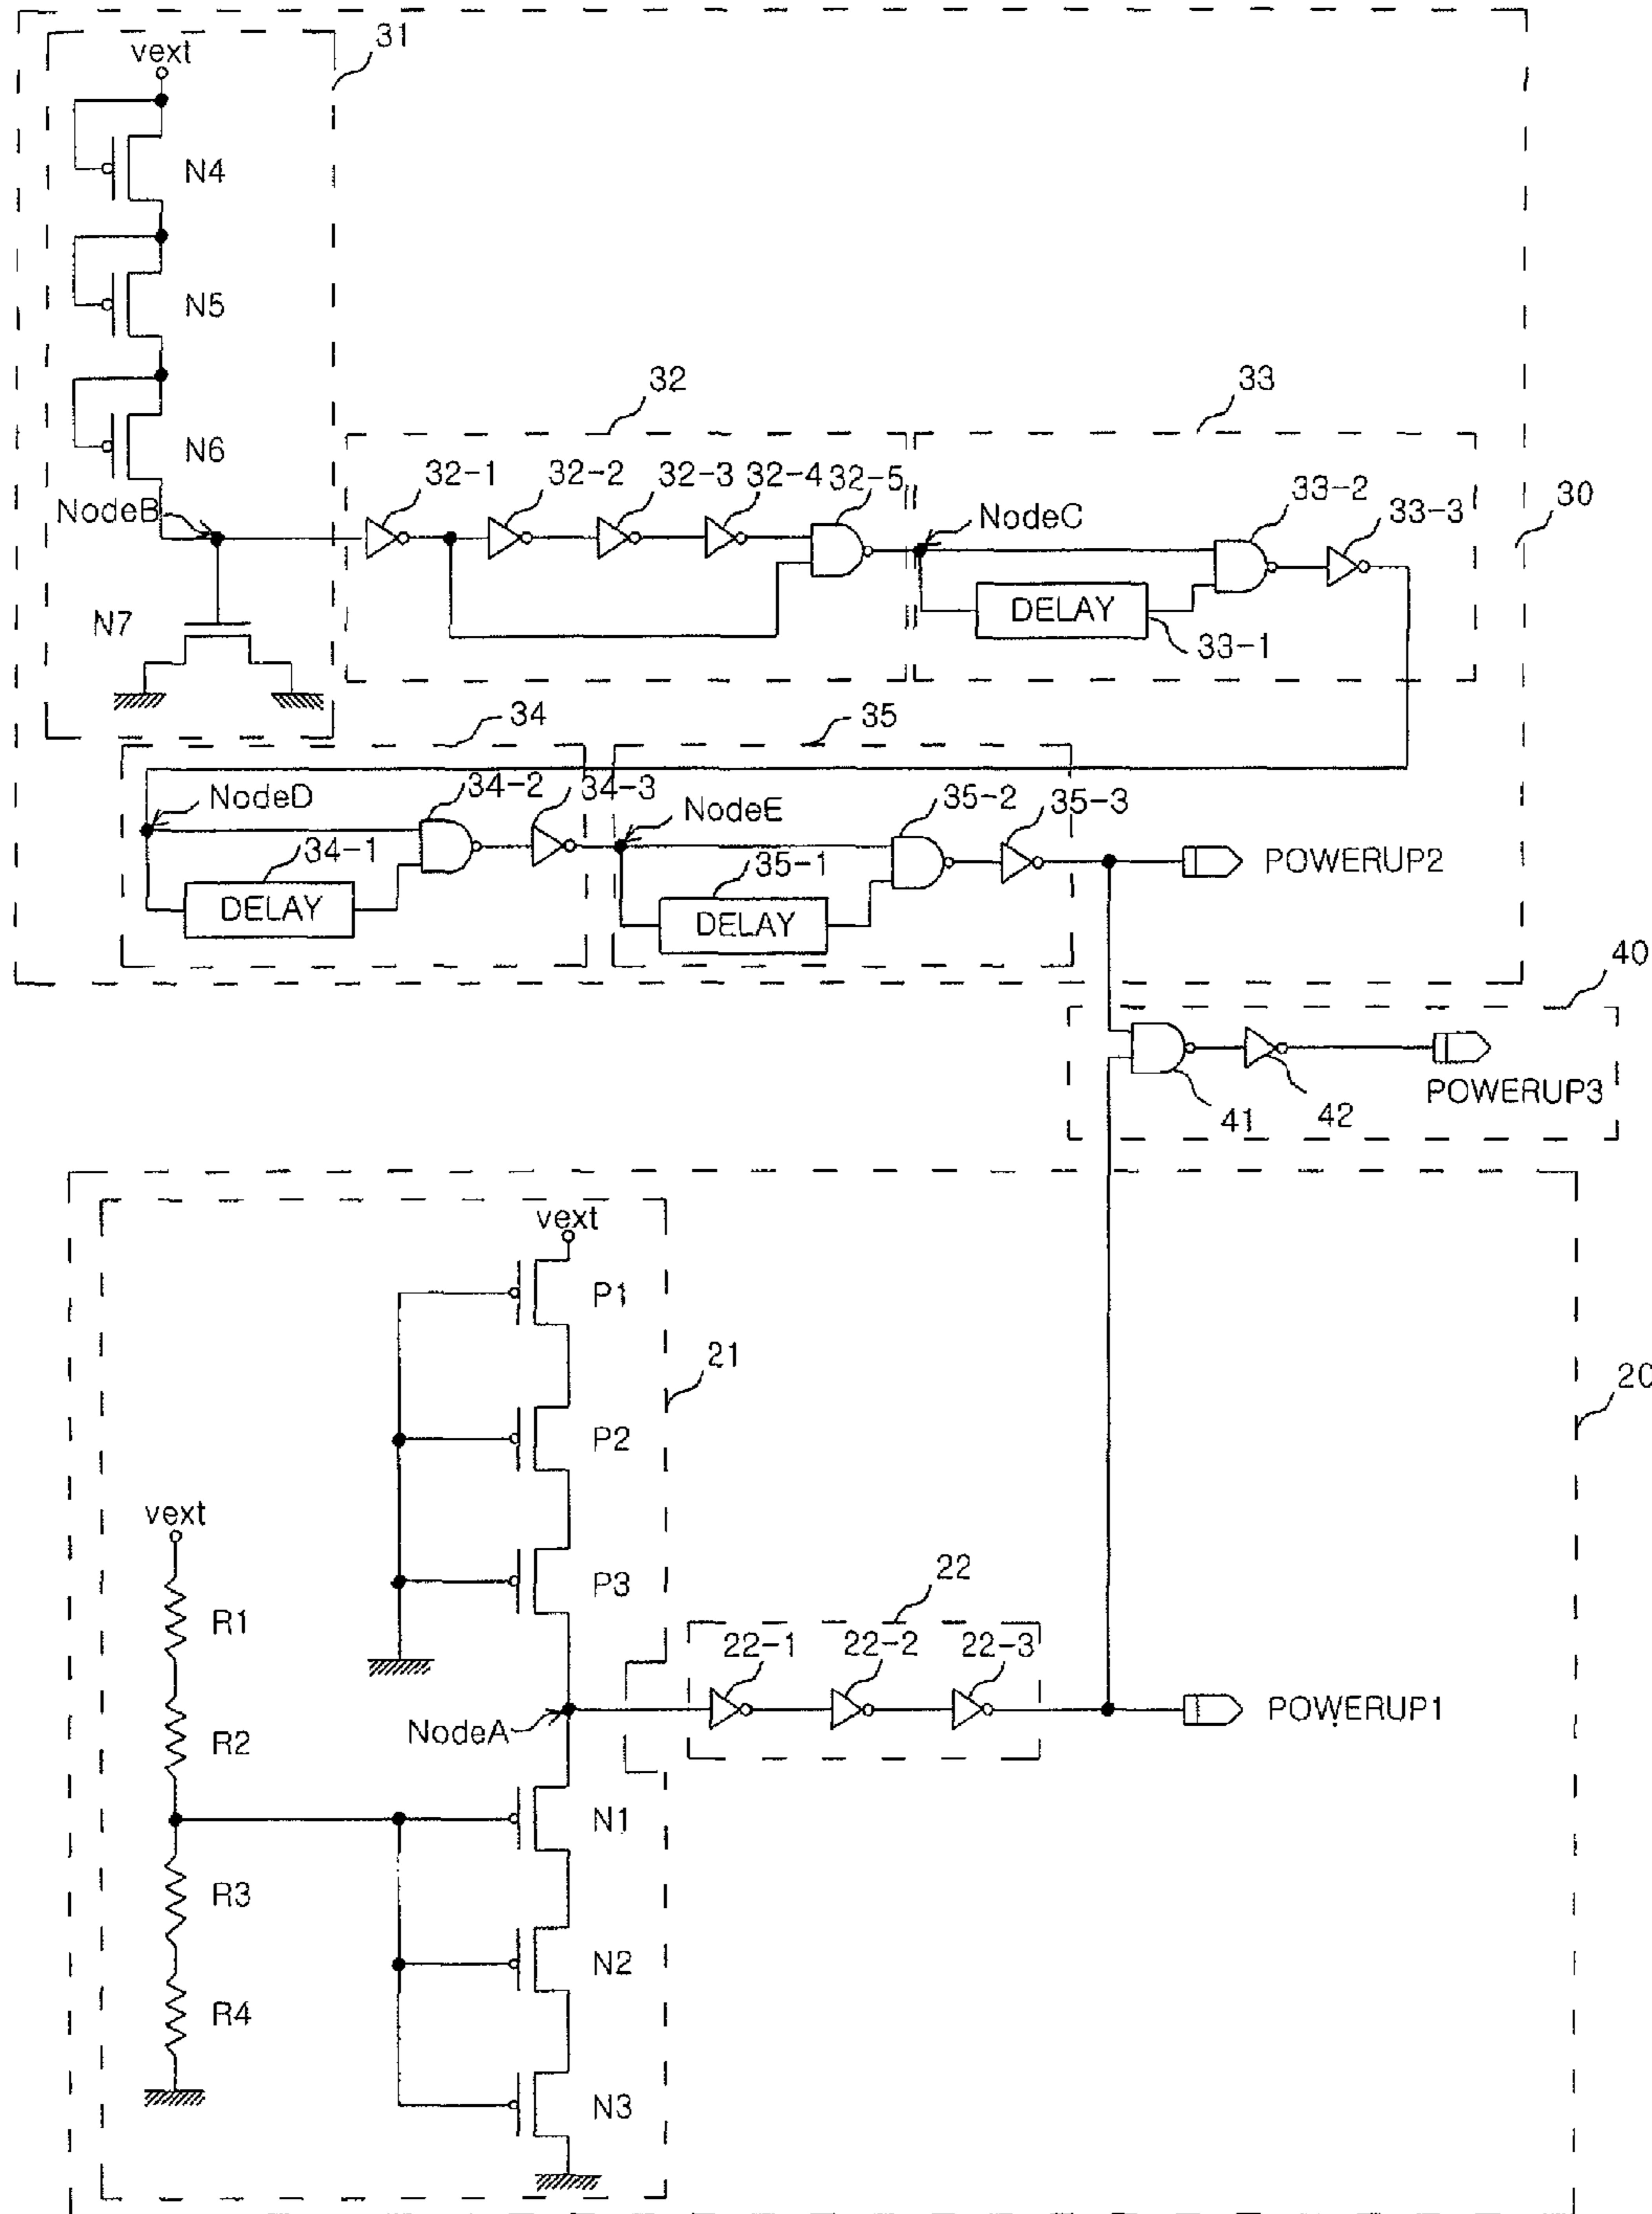 31
vext
N4
N5
N6
32
33
32-1
32-2
32-3
32-4
32-5
33-2
33-3
30
NodeB
NodeC
N7
DELAY
33-1
34
35
NodeD
34-2
34-3
NodeE
35-2
35-3
34-1
35-1
POWERUP2
DELAY
DELAY
40
41
42
POWERUP3
vext
P1
21
20
P2
vext
P3
22
R1
22-1
22-2
22-3
R2
NodeA
POWERUP1
N1
R3
N2
R4
N3